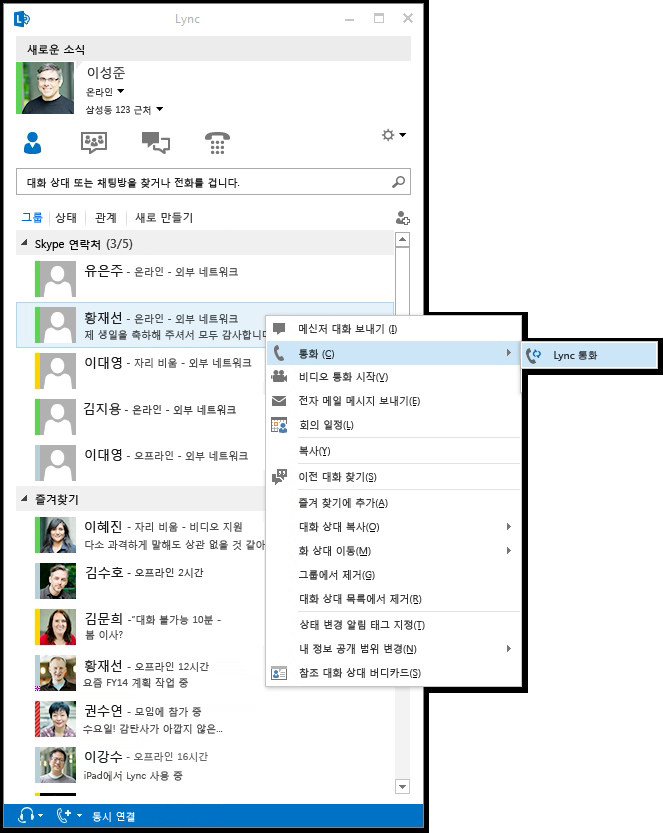 Lync
새로운 소식
이성준
온라인
삼성동 123 근처
대화 상대 또는 채팅방을 찾거나 전화를 겁니다.
그룹 상태 관계 새로 만들기
Skype 연락처 (3/5)
유은주 - 온라인 - 외부 네트워크
황재선 - 온라인 - 외부 네트워크
제 생일을 축하해 주셔서 모두 감사합니다
이대영 - 자리 비움 - 외부 네트워크
김지용 - 온라인 - 외부 네트워크
이대영 - 오프라인 - 외부 네트워크
즐겨찾기
이혜진 - 자리 비움 - 비디오 지원
다소 과격하게 말해도 상관 없을 것 같아
김수호 - 오프라인 2시간
김문희 -"대화 불가능 10분 -
봄 이사?
황재선 - 오프라인 12시간
요즘 FY14 계획 작업 중
권수연 - 모임에 참가 중
수요일! 감탄사가 아깝지 않은...
이강수 - 오프라인 16시간
iPad에서 Lync 사용 중
통시 연결
메신저 대화 보내기 (I)
통화 (C)
Lync 통화
비디오 통화 시작(V)
전자 메일 메시지 보내기(E)
회의 일정(L)
복사(Y)
이전 대화 찾기(S)
즐겨 찾기에 추가(A)
대화 상대 복사(O)
화 상대 이동(M)
그룹에서 제거(G)
대화 상대 목록에서 제거(R)
상태 변경 알림 태그 지정(T)
내 정보 공개 범위 변경(N)
참조 대화 상대 버디카드(S)